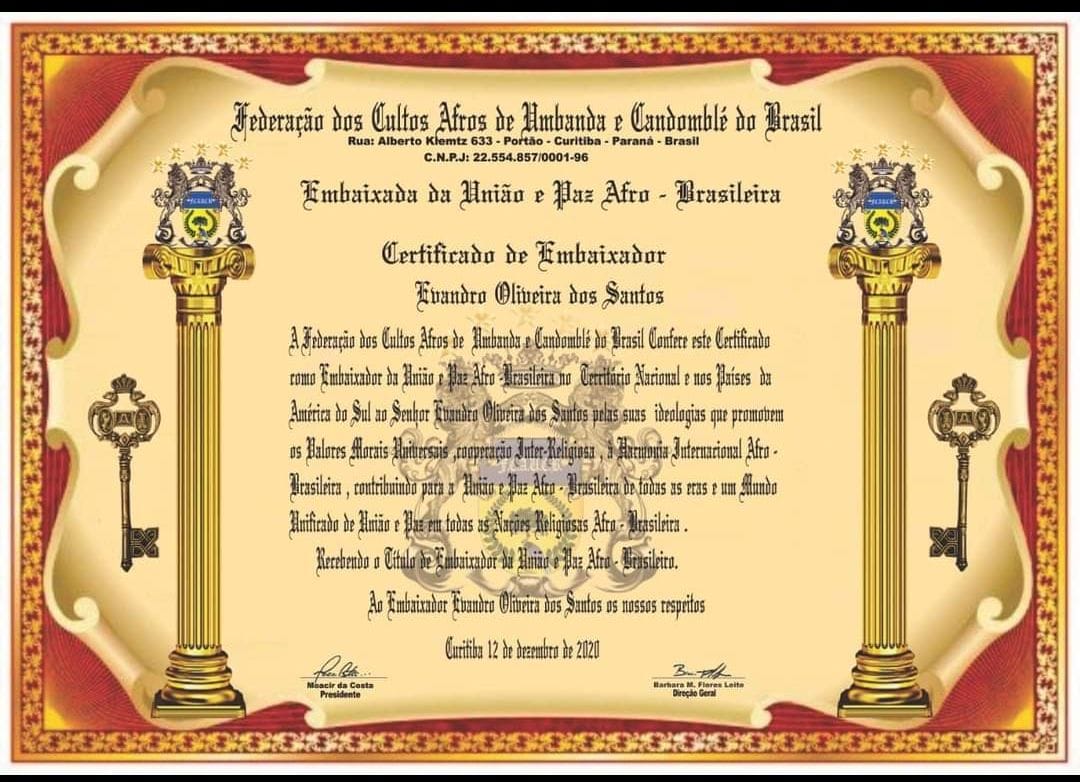 Federação dos Cultos Afros de Umbanda e Candomblé do Brasil
Rua: Alberto Klemtz 633 - Portão - Curitiba - Paraná - Brasil
C.N.P.J: 22.554.857/0001-96
Embaixada da União e Paz Afro - Brasileira
Certificado de Embaixador
Evandro Oliveira dos Santos
A Federação dos Cultos Afros de Umbanda e Candomblé do Brasil Confere este Certificado
como Embaixador da União e Paz Afro -Brasileira no Território Nacional e nos Países da
América do Sul ao Senhor Evandro Oliveira dos Santos pelas suas ideologias que promovem
os Valores Morais Universais ,cooperação Inter-Religiosa , à Harmonia Internacional Afro -
Brasileira , contribuindo para a União e Paz Afro - Brasileira de todas as eras e um Mundo
Unificado de União e Paz em todas as Nações Religiosas Afro - Brasileira .
Recebendo o Título de Embaixador da União e Paz Afro - Brasileiro.
Ao Embaixador Evandro Oliveira dos Santos os nossos respeitos
Curitiba 12 de dezembro de 2020
Moacir da Costa
Presidente
Barbara M. Flores Leite
Direção Geral